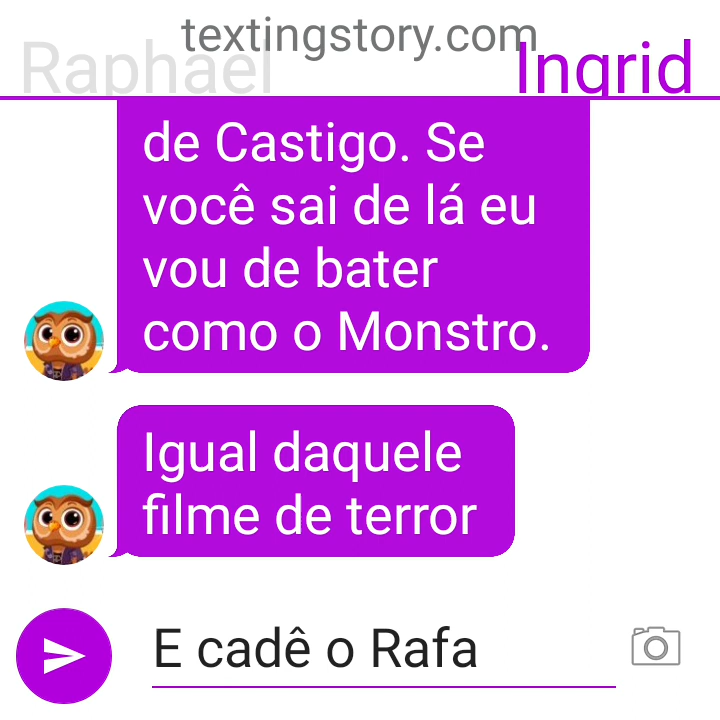 textingstory.com
Raphael
Ingrid
de Castigo. Se
você sai de lá eu
vou de bater
como o Monstro.
Igual daquele
filme de terror
E cadê o Rafa